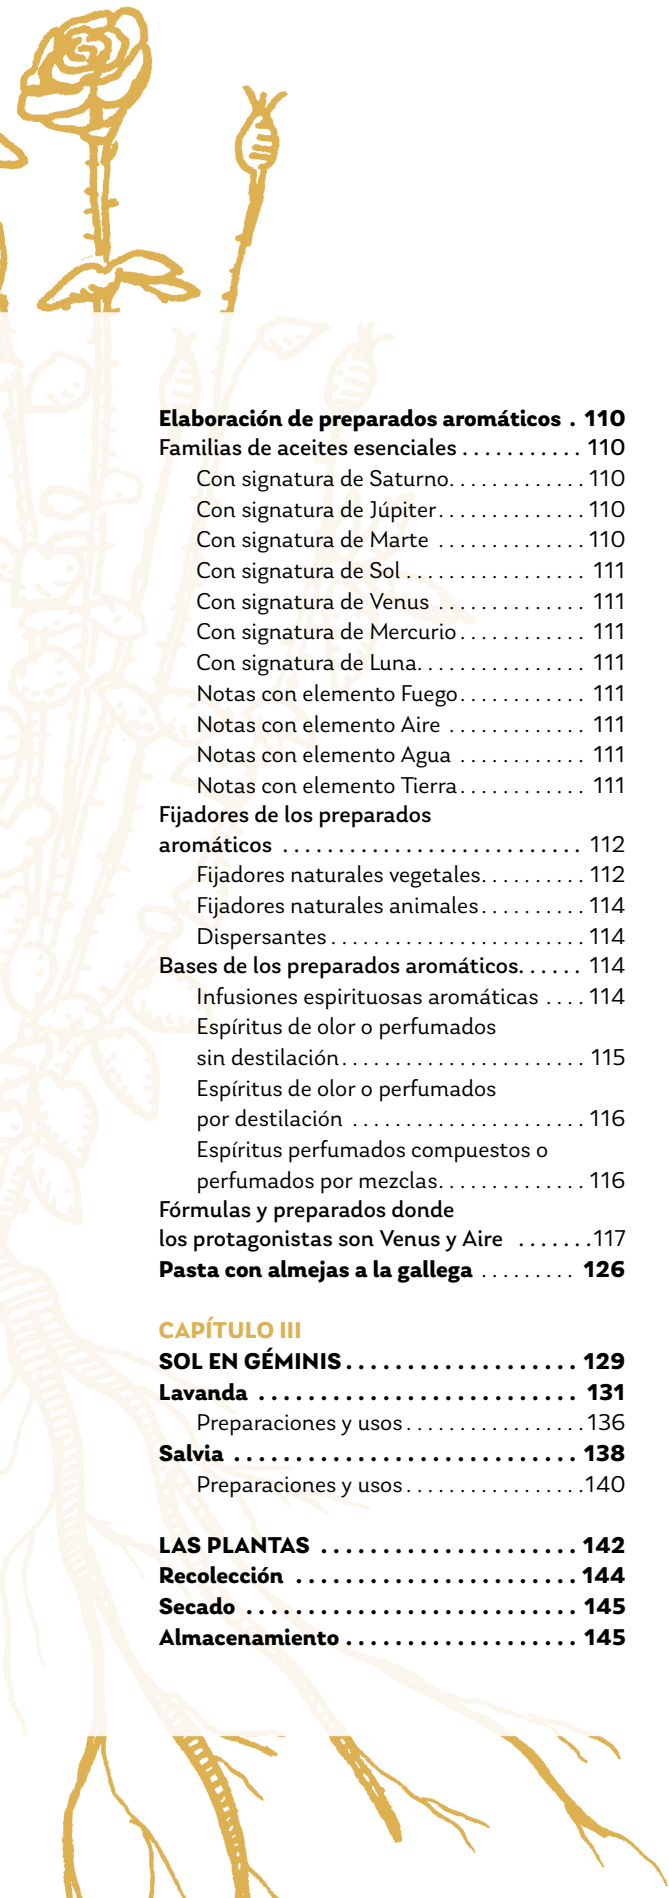 Elaboración de preparados aromáticos . 110
Familias de aceites esenciales . . . . . . . . . . . 110
Con signatura de Saturno. . . . . . . . . . . . . 110
Con signatura de Júpiter. . . . . . . . . . . . . . 110
Con signatura de Marte . . . . . . . . . . . . . . 110
Con signatura de Sol . . . . . . . . . . . . . . . . . 111
Con signatura de Venus . . . . . . . . . . . . . . 111
Con signatura de Mercurio. . . . . . . . . . . . 111
Con signatura de Luna. . . . . . . . . . . . . . . . 111
Notas con elemento Fuego. . . . . . . . . . . . 111
Notas con elemento Aire . . . . . . . . . . . . . 111
Notas con elemento Agua . . . . . . . . . . . . 111
Notas con elemento Tierra. . . . . . . . . . . . 111
Fijadores de los preparados
aromáticos . . . . . . . . . . . . . . . . . . . . . . . . . . . 112
Fijadores naturales vegetales. . . . . . . . . . 112
Fijadores naturales animales. . . . . . . . . . 114
Dispersantes . . . . . . . . . . . . . . . . . . . . . . . . 114
Bases de los preparados aromáticos. . . . . . 114
Infusiones espirituosas aromáticas . . . . 114
Espíritus de olor o perfumados
sin destilación. . . . . . . . . . . . . . . . . . . . . . . 115
Espíritus de olor o perfumados
por destilación . . . . . . . . . . . . . . . . . . . . . . 116
Espíritus perfumados compuestos o
perfumados por mezclas. . . . . . . . . . . . . . 116
Fórmulas y preparados donde
los protagonistas son Venus y Aire . . . . . . .117
Pasta con almejas a la gallega . . . . . . . . . 126
CAPÍTULO III
SOL EN GÉMINIS . . . . . . . . . . . . . . . . . . . 129
Lavanda . . . . . . . . . . . . . . . . . . . . . . . . . . 131
Preparaciones y usos . . . . . . . . . . . . . . . . .136
Salvia . . . . . . . . . . . . . . . . . . . . . . . . . . . . 138
Preparaciones y usos . . . . . . . . . . . . . . . . .140
LAS PLANTAS . . . . . . . . . . . . . . . . . . . . . 142
Recolección . . . . . . . . . . . . . . . . . . . . . . . 144
Secado . . . . . . . . . . . . . . . . . . . . . . . . . . . 145
Almacenamiento . . . . . . . . . . . . . . . . . . . 145